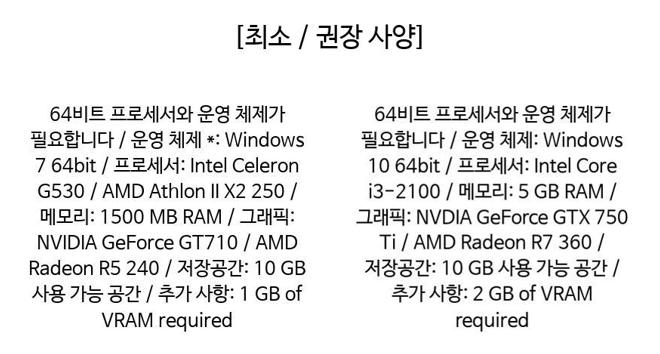 [최소 / 권장 사양]
64비트 프로세서와 운영 체제가
필요합니다 / 운영 체제 *: Windows
7 64bit / 프로세서: Intel Celeron
G530 / AMD Athlon II X2 250 /
메모리: 1500 MB RAM / 그래픽:
NVIDIA GeForce GT710 / AMD
Radeon R5 240 / 저장공간: 10 GB
사용 가능 공간 / 추가 사항: 1 GB of
VRAM required
64비트 프로세서와 운영 체제가
필요합니다 / 운영 체제: Windows
10 64bit / 프로세서: Intel Core
i3-2100 / 메모리: 5 GB RAM /
그래픽: NVDIA GeForce GTX 750
Ti / AMD Radeon R7 360 /
저장공간: 10 GB 사용 가능 공간 /
추가 사항: 2 GB of VRAM
required